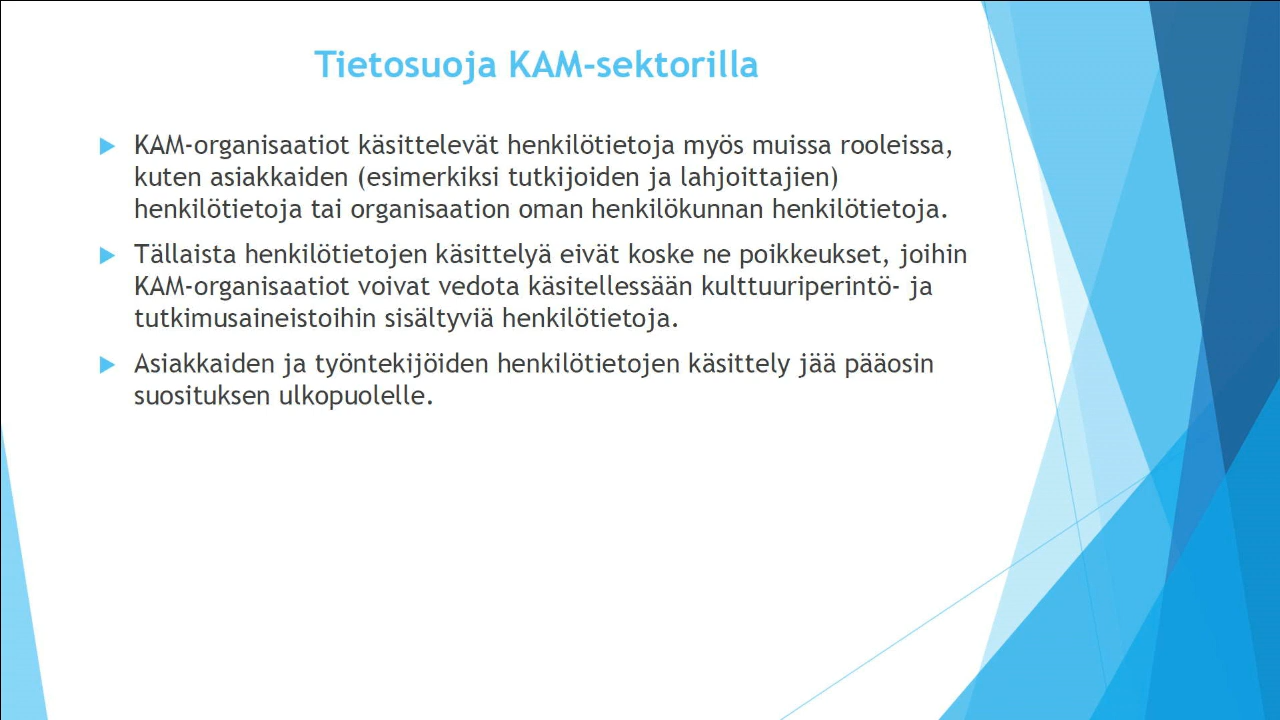 Tietosuoja KAM-sektorilla
KAM-organisaatiot käsittelevät henkilötietoja myös muissa rooleissa,
kuten asiakkaiden (esimerkiksi tutkijoiden ja lahjoittajien)
henkilötietoja tai organisaation oman henkilökunnan henkilötietoja.
Tällaista henkilötietojen käsittelyä eivät koske ne poikkeukset, joihin
KAM-organisaatiot voivat vedota käsitellessään kulttuuriperintö- ja
tutkimusaineistoihin sisältyviä henkilötietoja.
Asiakkaiden ja työntekijöiden henkilötietojen käsittely jää pääosin
suosituksen ulkopuolelle.